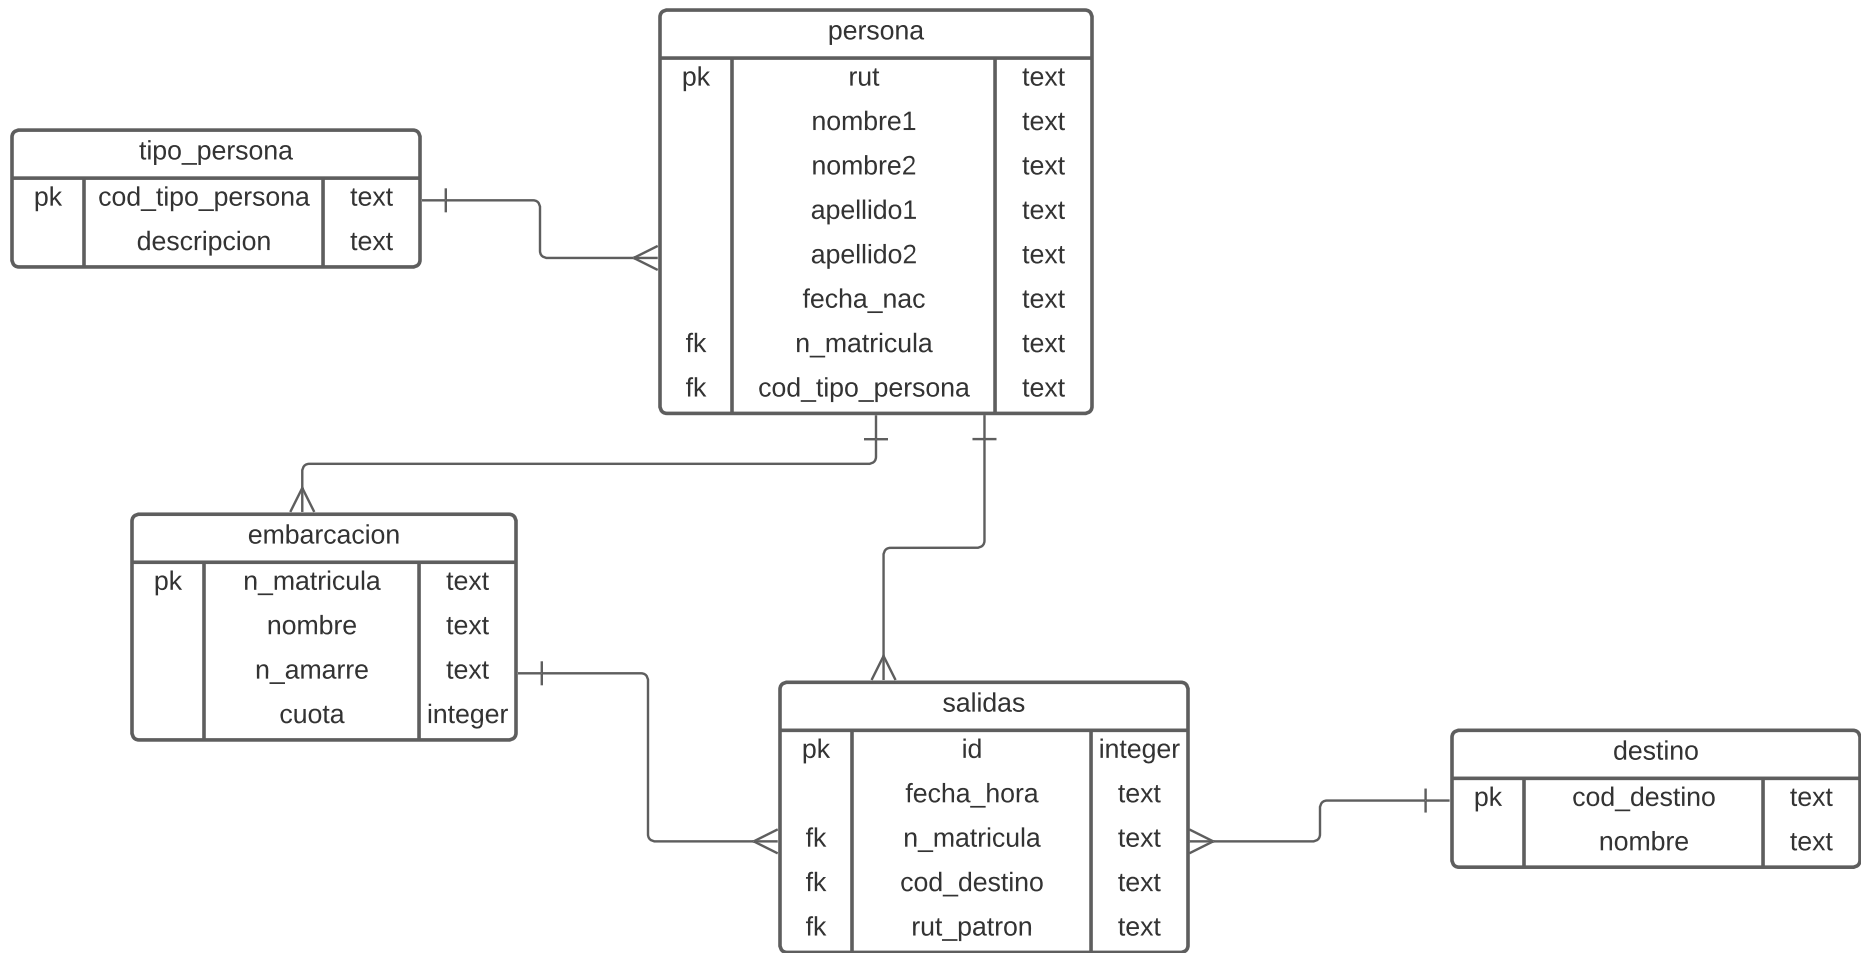 persona
pk rut text
nombre1 text
nombre2 text
apellido1 text
apellido2 text
fecha_nac text
fk n_matricula text
fk cod_tipo_persona text
tipo_persona
pk cod_tipo_persona text
descripcion text
embarcacion
pk n_matricula text
nombre text
n_amarre text
cuota integer
salidas
pk id integer
fecha_hora text
fk n_matricula text
fk cod_destino text
fk rut_patron text
destino
pk cod_destino text
nombre text